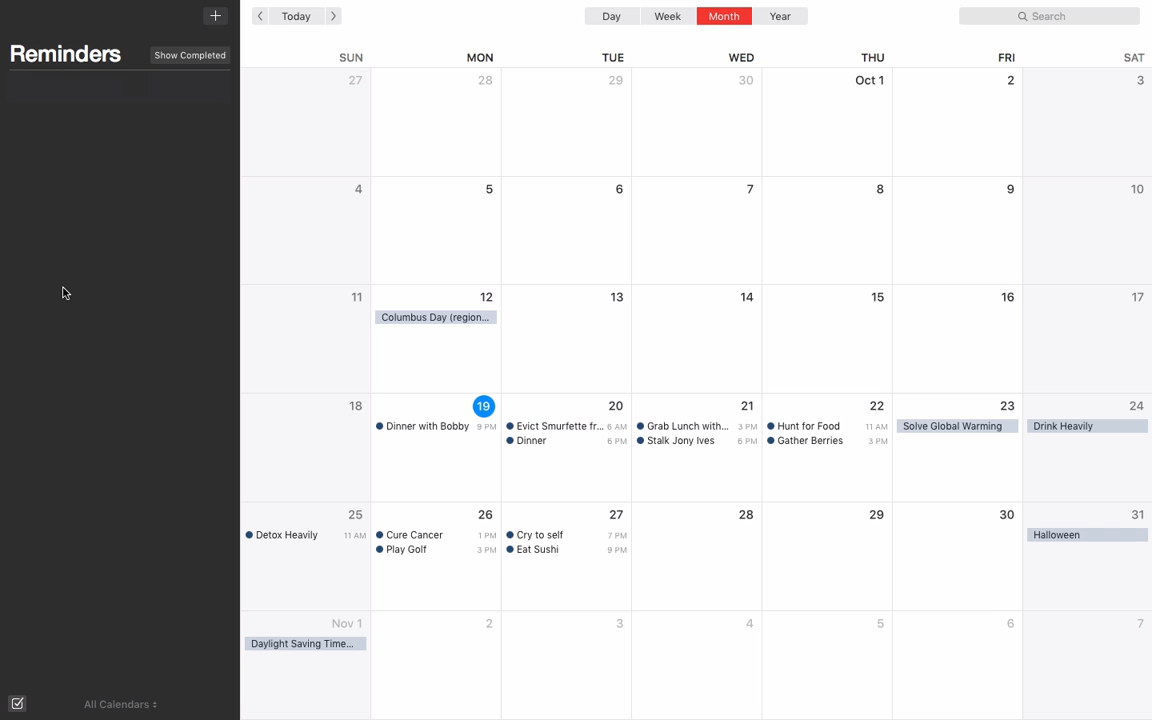 +
Today
Day Week Month Year
Search
Reminders
Show Completed
SUN MON TUE WED THU FRI SAT
27 28 29 30 Oct 1 2 3
4 5 6 7 8 9 10
11 12 13 14 15 16 17
Columbus Day (region...
18 19 20 21 22 23 24
Dinner with Bobby 9 PM
Evict Smurfette fr... 6 AM
Dinner 6 PM
Grab Lunch with... 3 PM
Stalk Jony Ives 6 PM
Hunt for Food 11 AM
Gather Berries 3 PM
Solve Global Warming
Drink Heavily
25 26 27 28 29 30 31
Detox Heavily 11 AM
Cure Cancer 1 PM
Play Golf 3 PM
Cry to self 7 PM
Eat Sushi 9 PM
Halloween
Nov 1 2 3 4 5 6 7
Daylight Saving Time...
All Calendars